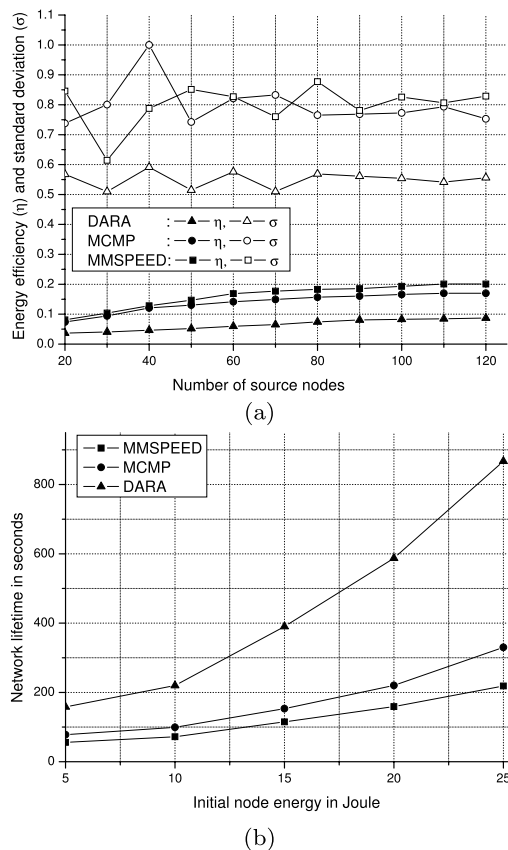 Energy efficiency (η) and standard deviation (σ)
1.1
1.0
0.9
0.8
0.7
0.6
0.5
0.4
0.3
0.2
0.1
0.0
DARA : η, σ
MCMP : η, σ
MMSPEED: η, σ
20 40 60 80 100 120
Number of source nodes
(a)
Network lifetime in seconds
MMSPEED
MCMP
DARA
800
600
400
200
0
5 10 15 20 25
Initial node energy in Joule
(b)